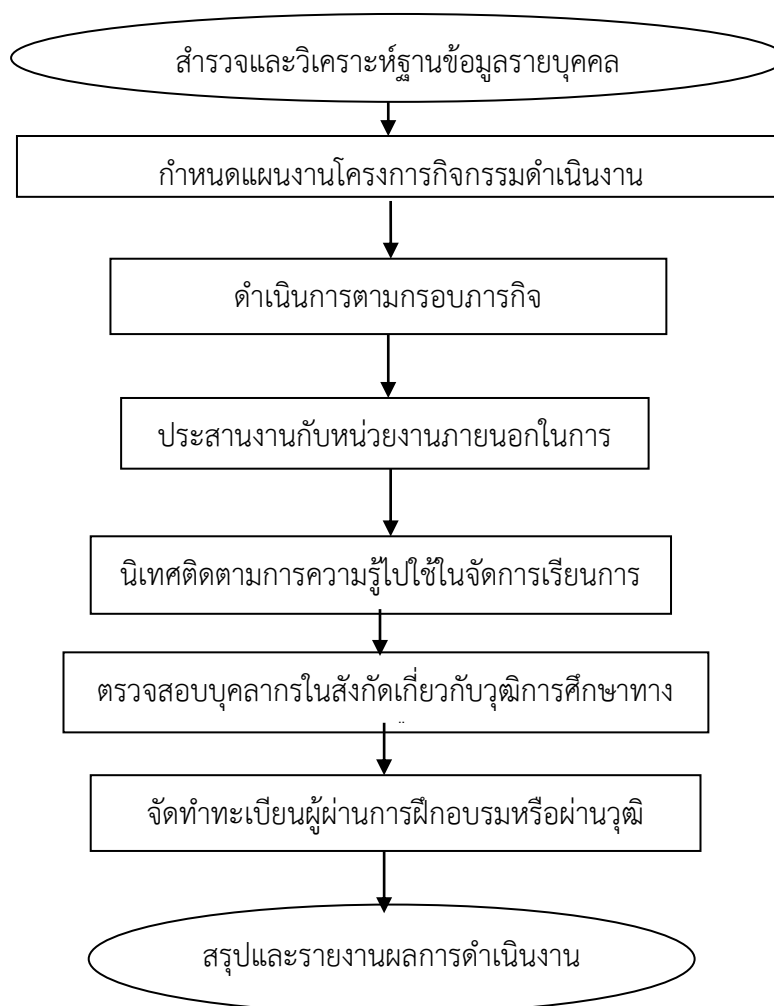 สำรวจและวิเคราะห์ฐานข้อมูลรายบุคคล
กำหนดแผนงานโครงการกิจกรรมดำเนินงาน
ดำเนินการตามกรอบภารกิจ
ประสานงานกับหน่วยงานภายนอกในการ
นิเทศติดตามการความรู้ไปใช้ในจัดการเรียนการ
ตรวจสอบบุคลากรในสังกัดเกี่ยวกับวุฒิการศึกษาทาง
จัดทำทะเบียนผู้ผ่านการฝึกอบรมหรือผ่านวุฒิ
สรุปและรายงานผลการดำเนินงาน